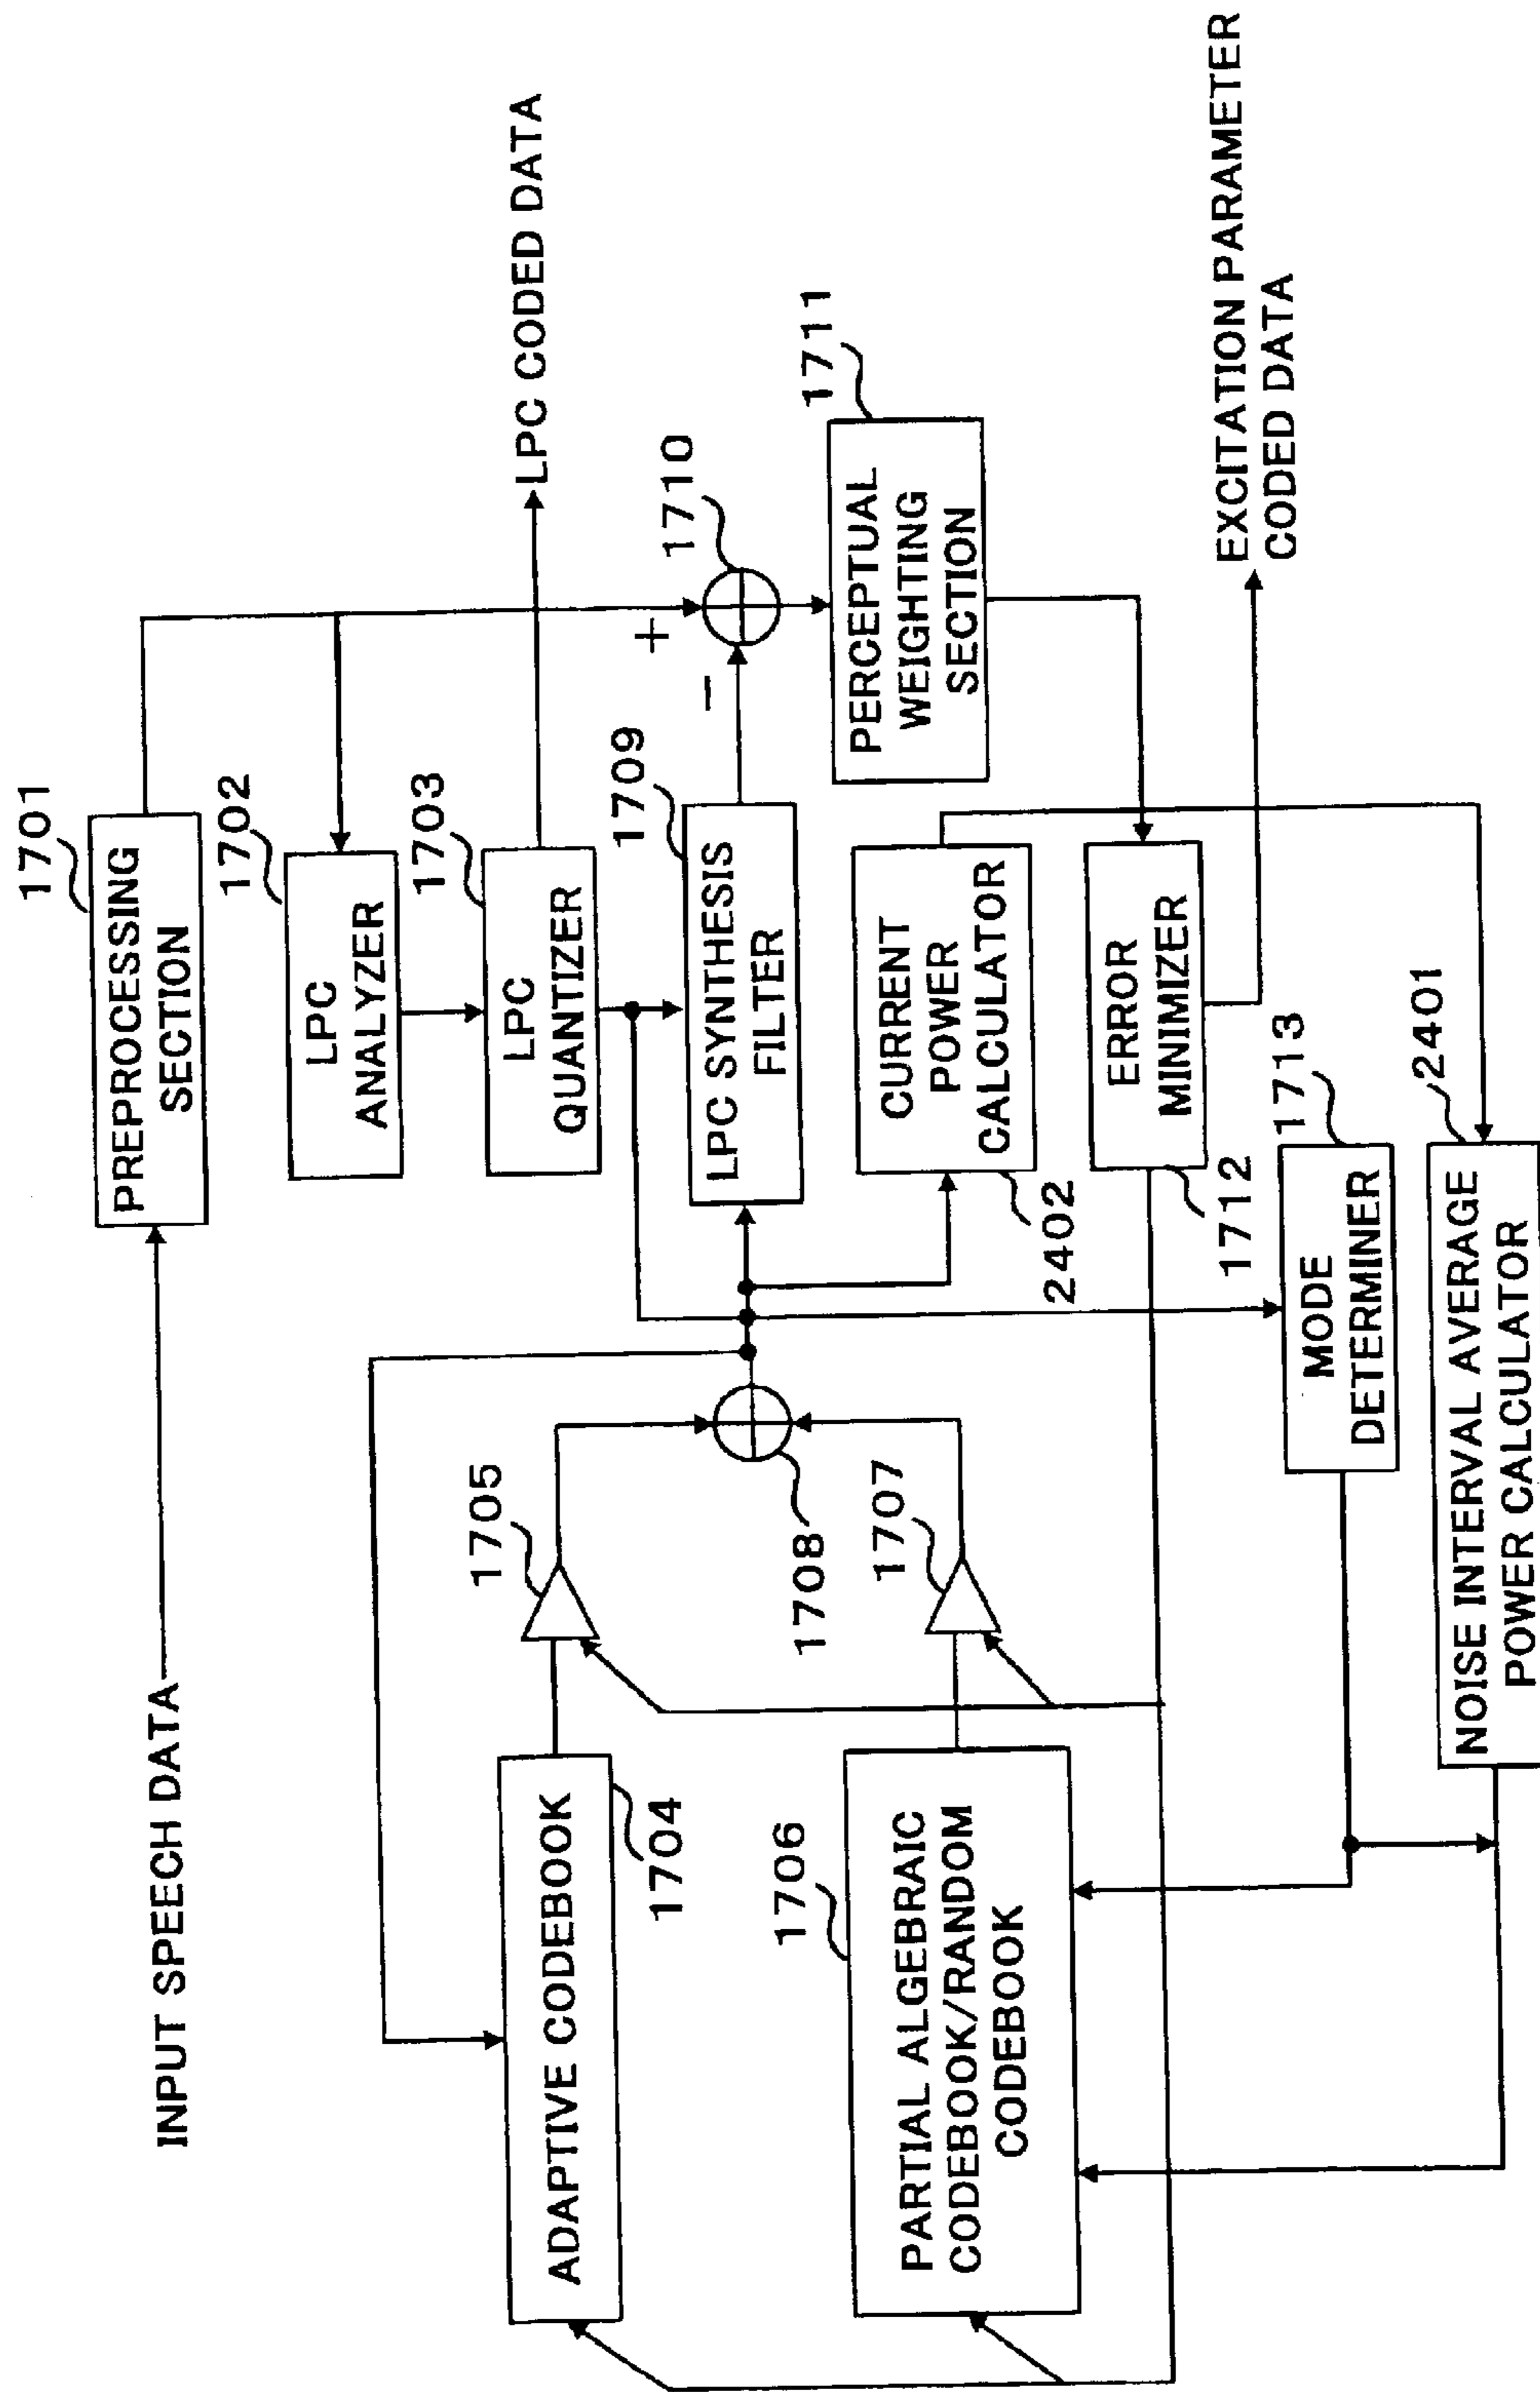 INPUT SPEECH DATA
1701
PREPROCESSING
SECTION
1702
LPC
ANALYZER
1703
LPC
QUANTIZER
LPC CODED DATA
1709
LPC SYNTHESIS
FILTER
+
−
1710
1711
PERCEPTUAL
WEIGHTING
SECTION
1705
ADAPTIVE CODEBOOK
1704
1708
1707
1706
PARTIAL ALGEBRAIC
CODEBOOK/RANDOM
CODEBOOK
CURRENT
POWER
CALCULATOR
2402
ERROR
MINIMIZER
1712
EXCITATION PARAMETER
CODED DATA
1713
MODE
DETERMINER
2401
NOISE INTERVAL AVERAGE
POWER CALCULATOR